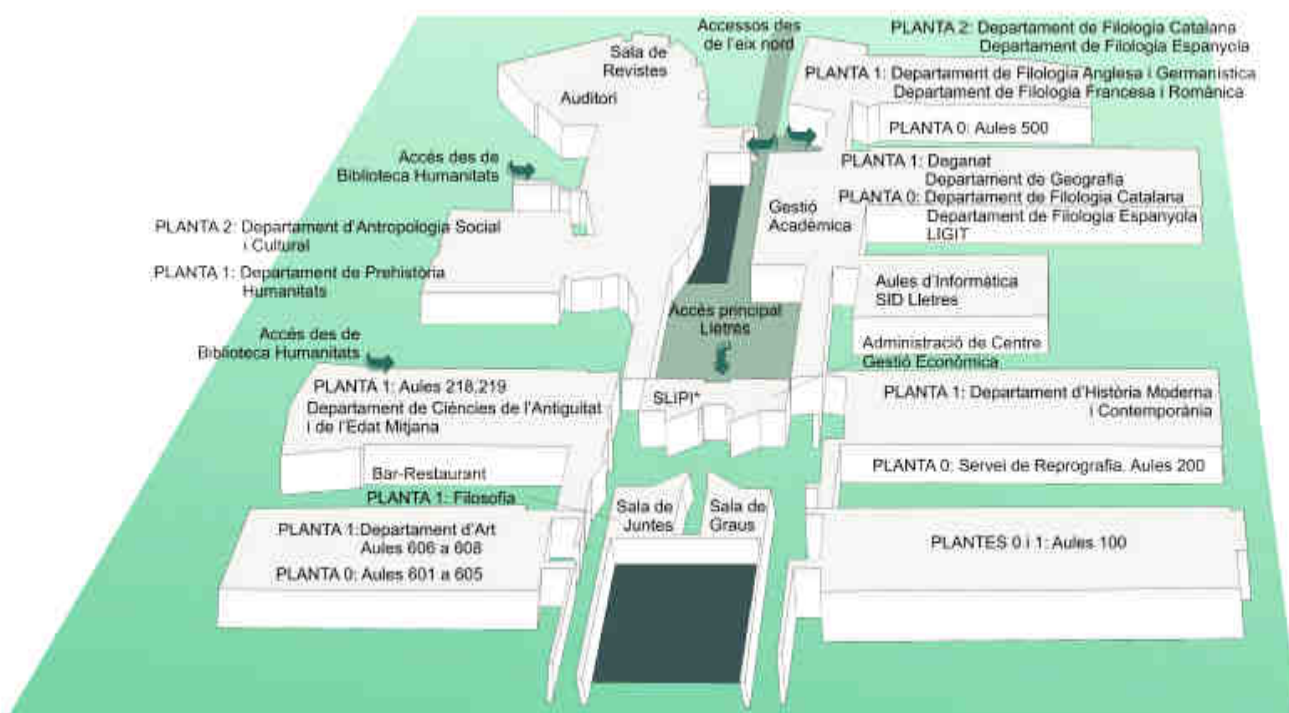 Accessos des
de l'eix nord
PLANTA 2: Departament de Filologia Catalana
Departament de Filologia Espanyola
PLANTA 1: Departament de Filologia Anglesa i Germanística
Departament de Filologia Francesa i Romànica
PLANTA 0: Aules 500
Sala de
Revistes
Auditori
Accés des de
Biblioteca Humanitats
PLANTA 1: Deganat
Departament de Geografia
PLANTA 0: Departament de Filologia Catalana
Departament de Filologia Espanyola
LIGIT
Gestió
Acadèmica
PLANTA 2: Departament d'Antropologia Social
i Cultural
PLANTA 1: Departament de Prehistòria
Humanitats
Aules d'Informàtica
SID Lletres
Accés principal
Lletres
Administració de Centre
Gestió Econòmica
Accés des de
Biblioteca Humanitats
PLANTA 1: Aules 218,219
Departament de Ciències de l'Antiguitat
i de l'Edat Mitjana
SLiPI*
PLANTA 1: Departament d'Història Moderna
i Contemporània
Bar-Restaurant
PLANTA 0: Servei de Reprografia. Aules 200
PLANTA 1: Filosofia
Sala de
Juntes
Sala de
Graus
PLANTA 1:Departament d'Art
Aules 606 a 608
PLANTA 0: Aules 601 a 605
PLANTES 0 i 1: Aules 100